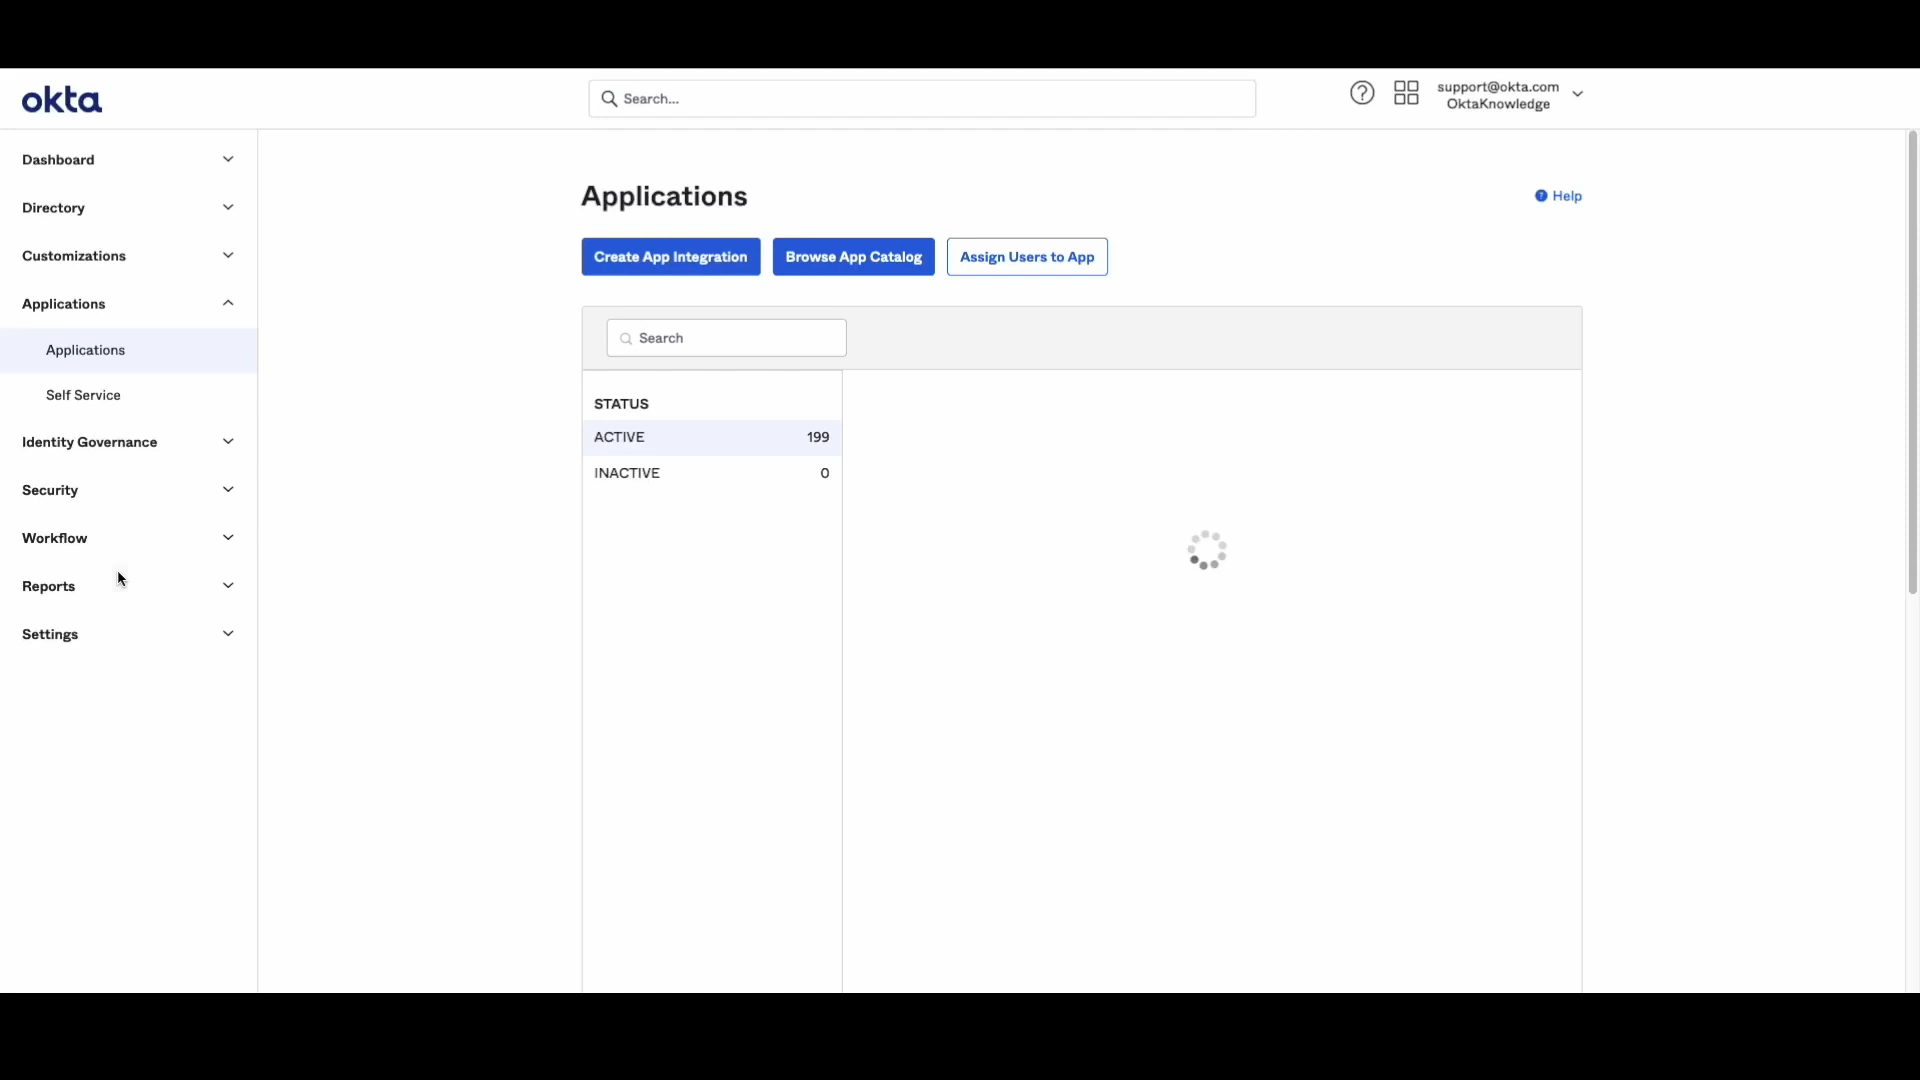 okta
Search...
support@okta.com
OktaKnowledge
Dashboard
Directory
Customizations
Applications
Applications
Self Service
Identity Governance
Security
Workflow
Reports
Settings
Applications
Help
Create App Integration
Browse App Catalog
Assign Users to App
Search
STATUS
ACTIVE 199
INACTIVE 0